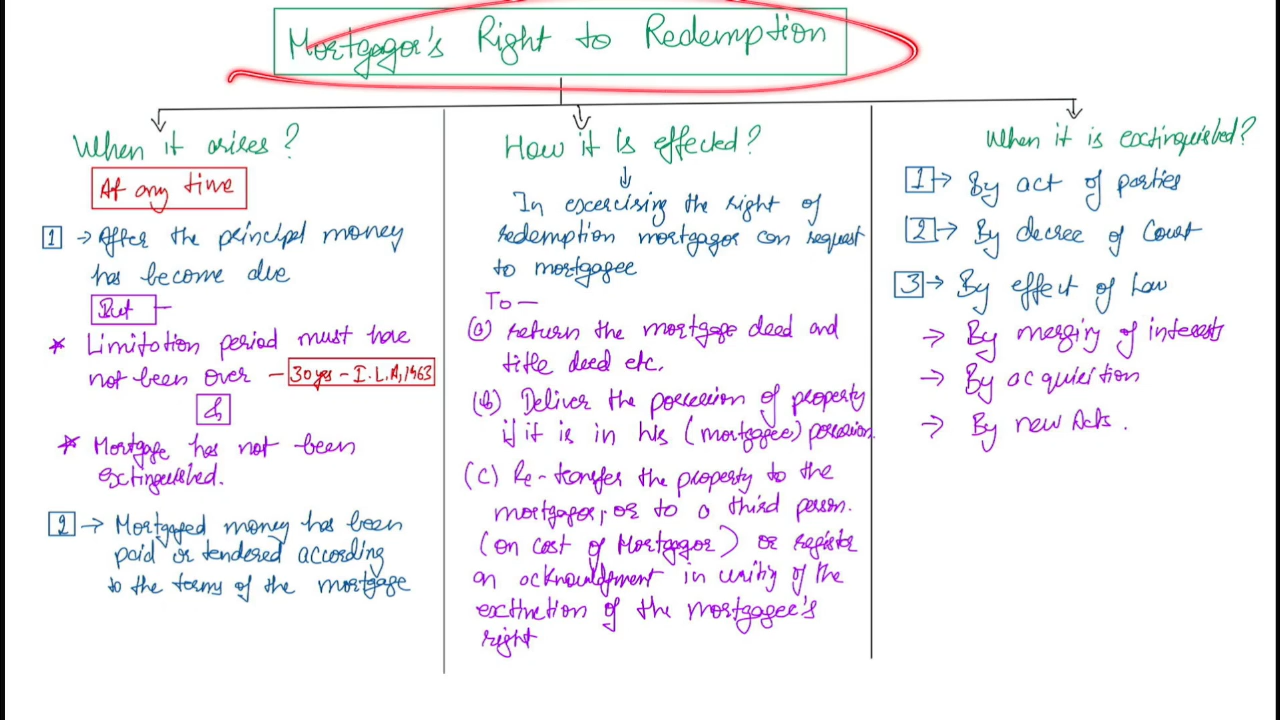 Mortgagor's Right to Redemption
When it arises?
At any time
1 → After the principal money
has become due
But –
* Limitation period must have
not been over – 30 yrs – I.L.A, 1963
&
* Mortgage has not been
extinguished.
2 → Mortgaged money has been
paid or tendered according
to the terms of the mortgage
How it is effected?
In exercising the right of
redemption mortgagor can request
to mortgagee
To –
(a) return the mortgage deed and
title deed etc.
(b) Deliver the possession of property
if it is in his (mortgagee) possession.
(c) Re-transfer the property to the
mortgagor, or to a third person.
(on cost of Mortgagor) or register
an acknowledgment in writing of the
extinction of the mortgagee's
right
When it is extinguished?
1 → By act of parties
2 → By decree of Court
3 → By effect of Law
→ By merging of interests
→ By acquisition
→ By new Acts.